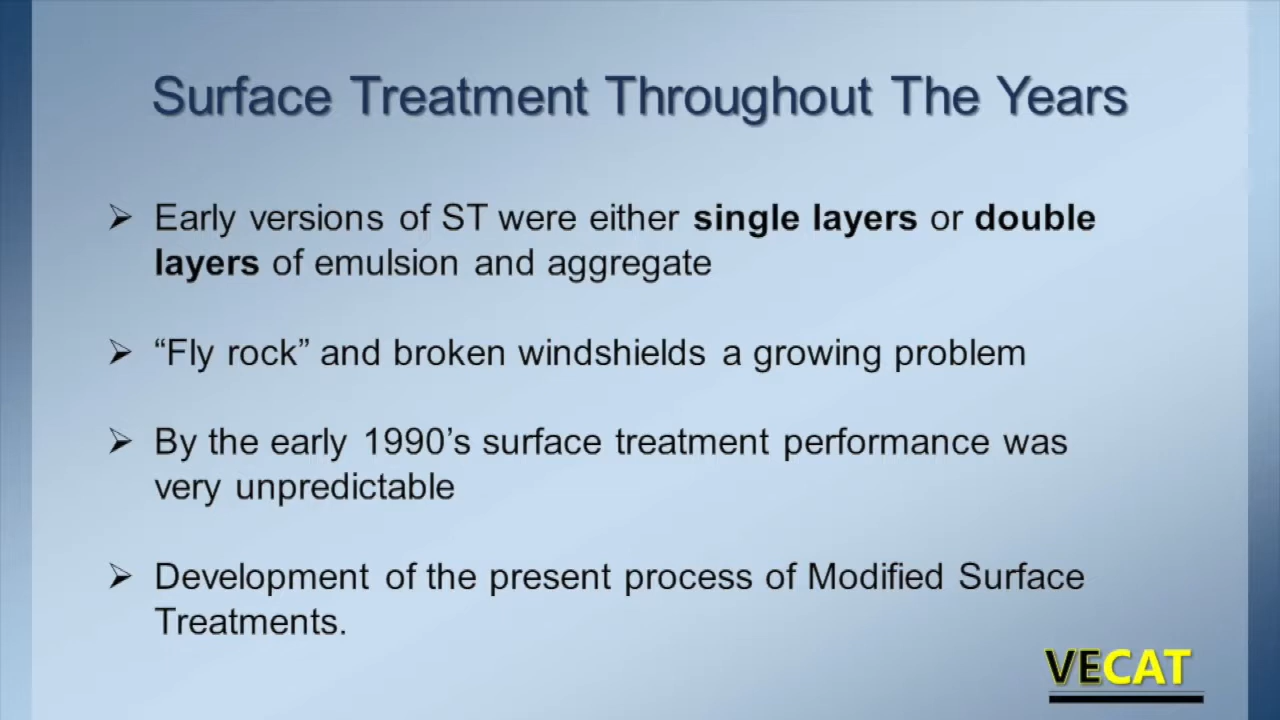 Surface Treatment Throughout The Years
Early versions of ST were either single layers or double
layers of emulsion and aggregate
“Fly rock” and broken windshields a growing problem
By the early 1990’s surface treatment performance was
very unpredictable
Development of the present process of Modified Surface
Treatments.
VECAT